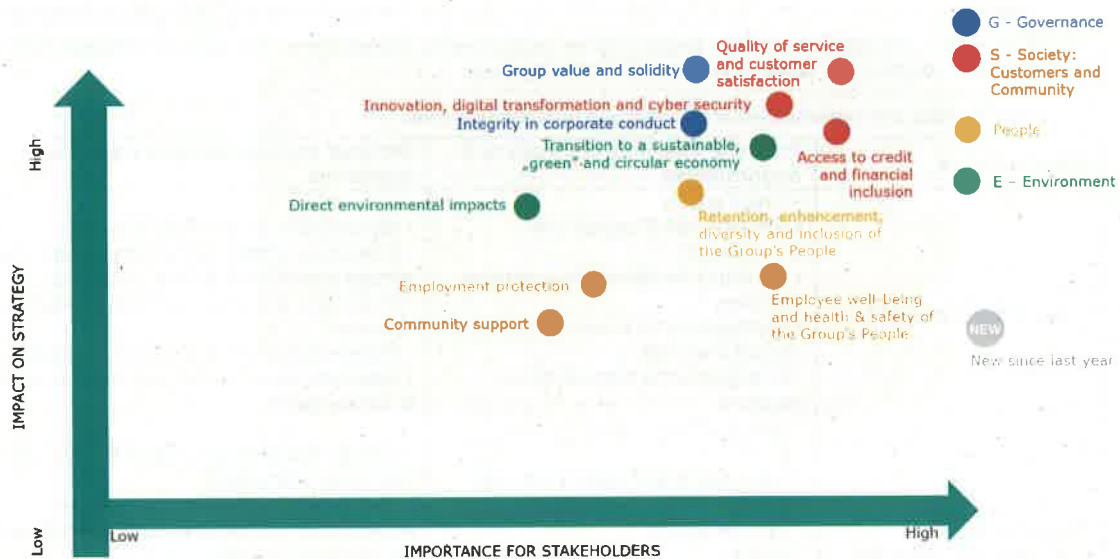 G - Governance
Quality of service
and customer
satisfaction
S - Society:
Customers and
Community
Group value and solidity
Innovation, digital transformation and cyber security
Integrity in corporate conduct
People
Transition to a sustainable,
„green" and circular economy
Access to credit
and financial
inclusion
E - Environment
High
Direct environmental impacts
Retention, enhancement,
diversity and inclusion of
the Group's People
Employment protection
Employee well-being
and health & safety of
the Group's People
Community support
NEW
New since last year
IMPACT ON STRATEGY
Low
Low
High
IMPORTANCE FOR STAKEHOLDERS